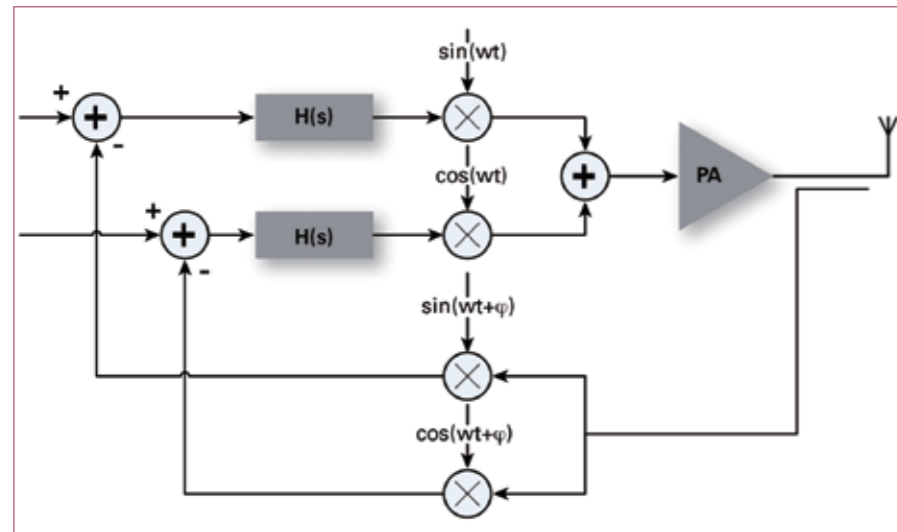 sin(wt)
+
+
H(s)
-
cos(wt)
+
PA
+
+
H(s)
-
sin(wt+φ)
cos(wt+φ)